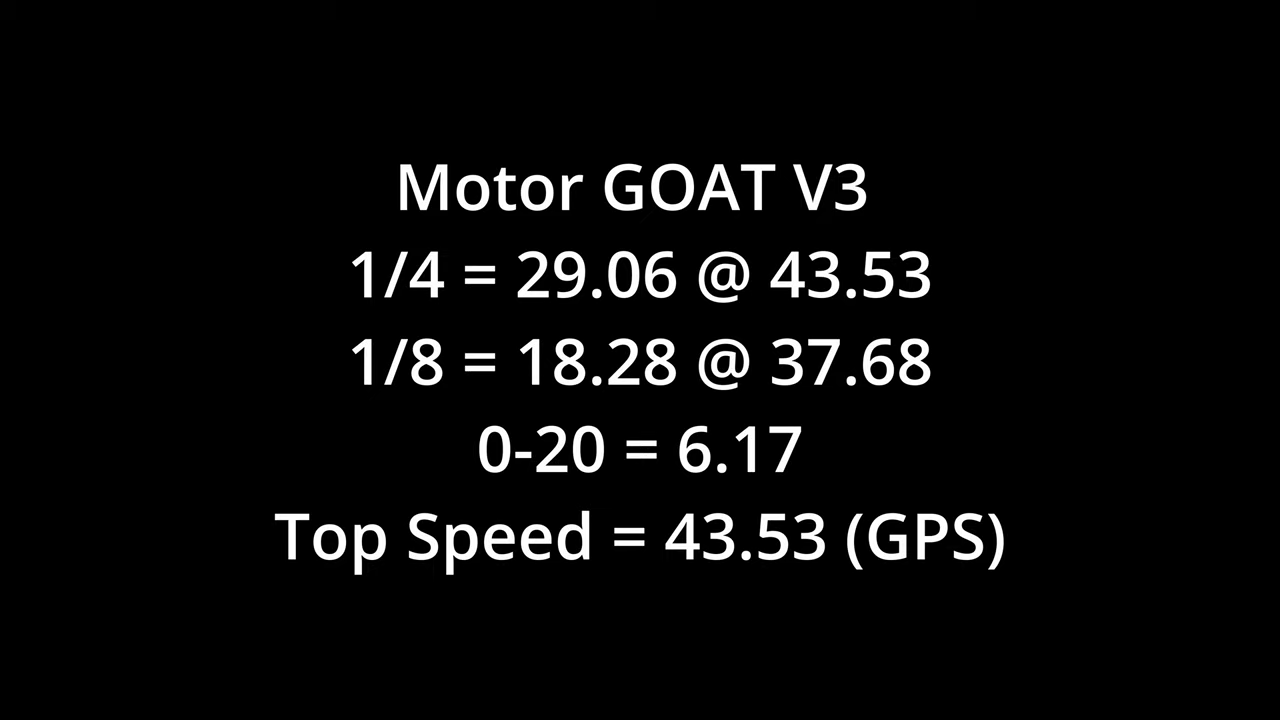 Motor GOAT V3
1/4 = 29.06 @ 43.53
1/8 = 18.28 @ 37.68
0-20 = 6.17
Top Speed = 43.53 (GPS)